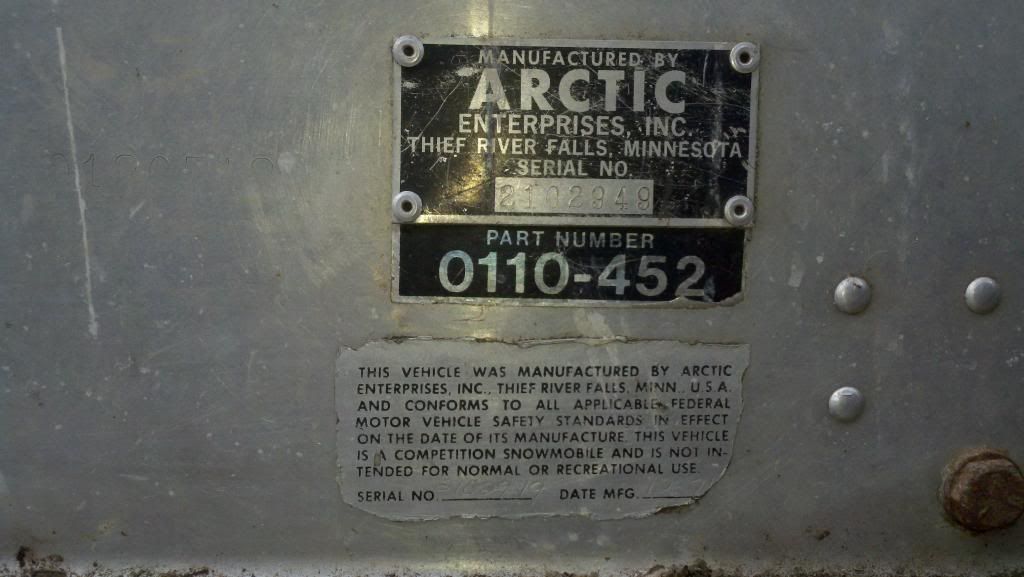 MANUFACTURED BY
ARCTIC
ENTERPRISES, INC.
THIEF RIVER FALLS, MINNESOTA
SERIAL NO.
2102949
PART NUMBER
0110-452
THIS VEHICLE WAS MANUFACTURED BY ARCTIC
ENTERPRISES, INC., THIEF RIVER FALLS, MINN., U.S.A.
AND CONFORMS TO ALL APPLICABLE FEDERAL
MOTOR VEHICLE SAFETY STANDARDS IN EFFECT
ON THE DATE OF ITS MANUFACTURE. THIS VEHICLE
IS A COMPETITION SNOWMOBILE AND IS NOT IN-
TENDED FOR NORMAL OR RECREATIONAL USE.
SERIAL NO. DATE MFG.